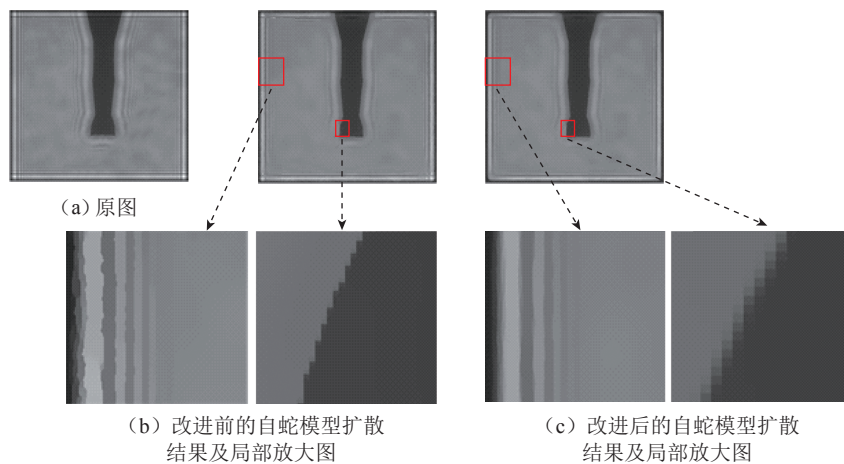 （a）原图
（b）改进前的自蛇模型扩散
结果及局部放大图
（c）改进后的自蛇模型扩散
结果及局部放大图